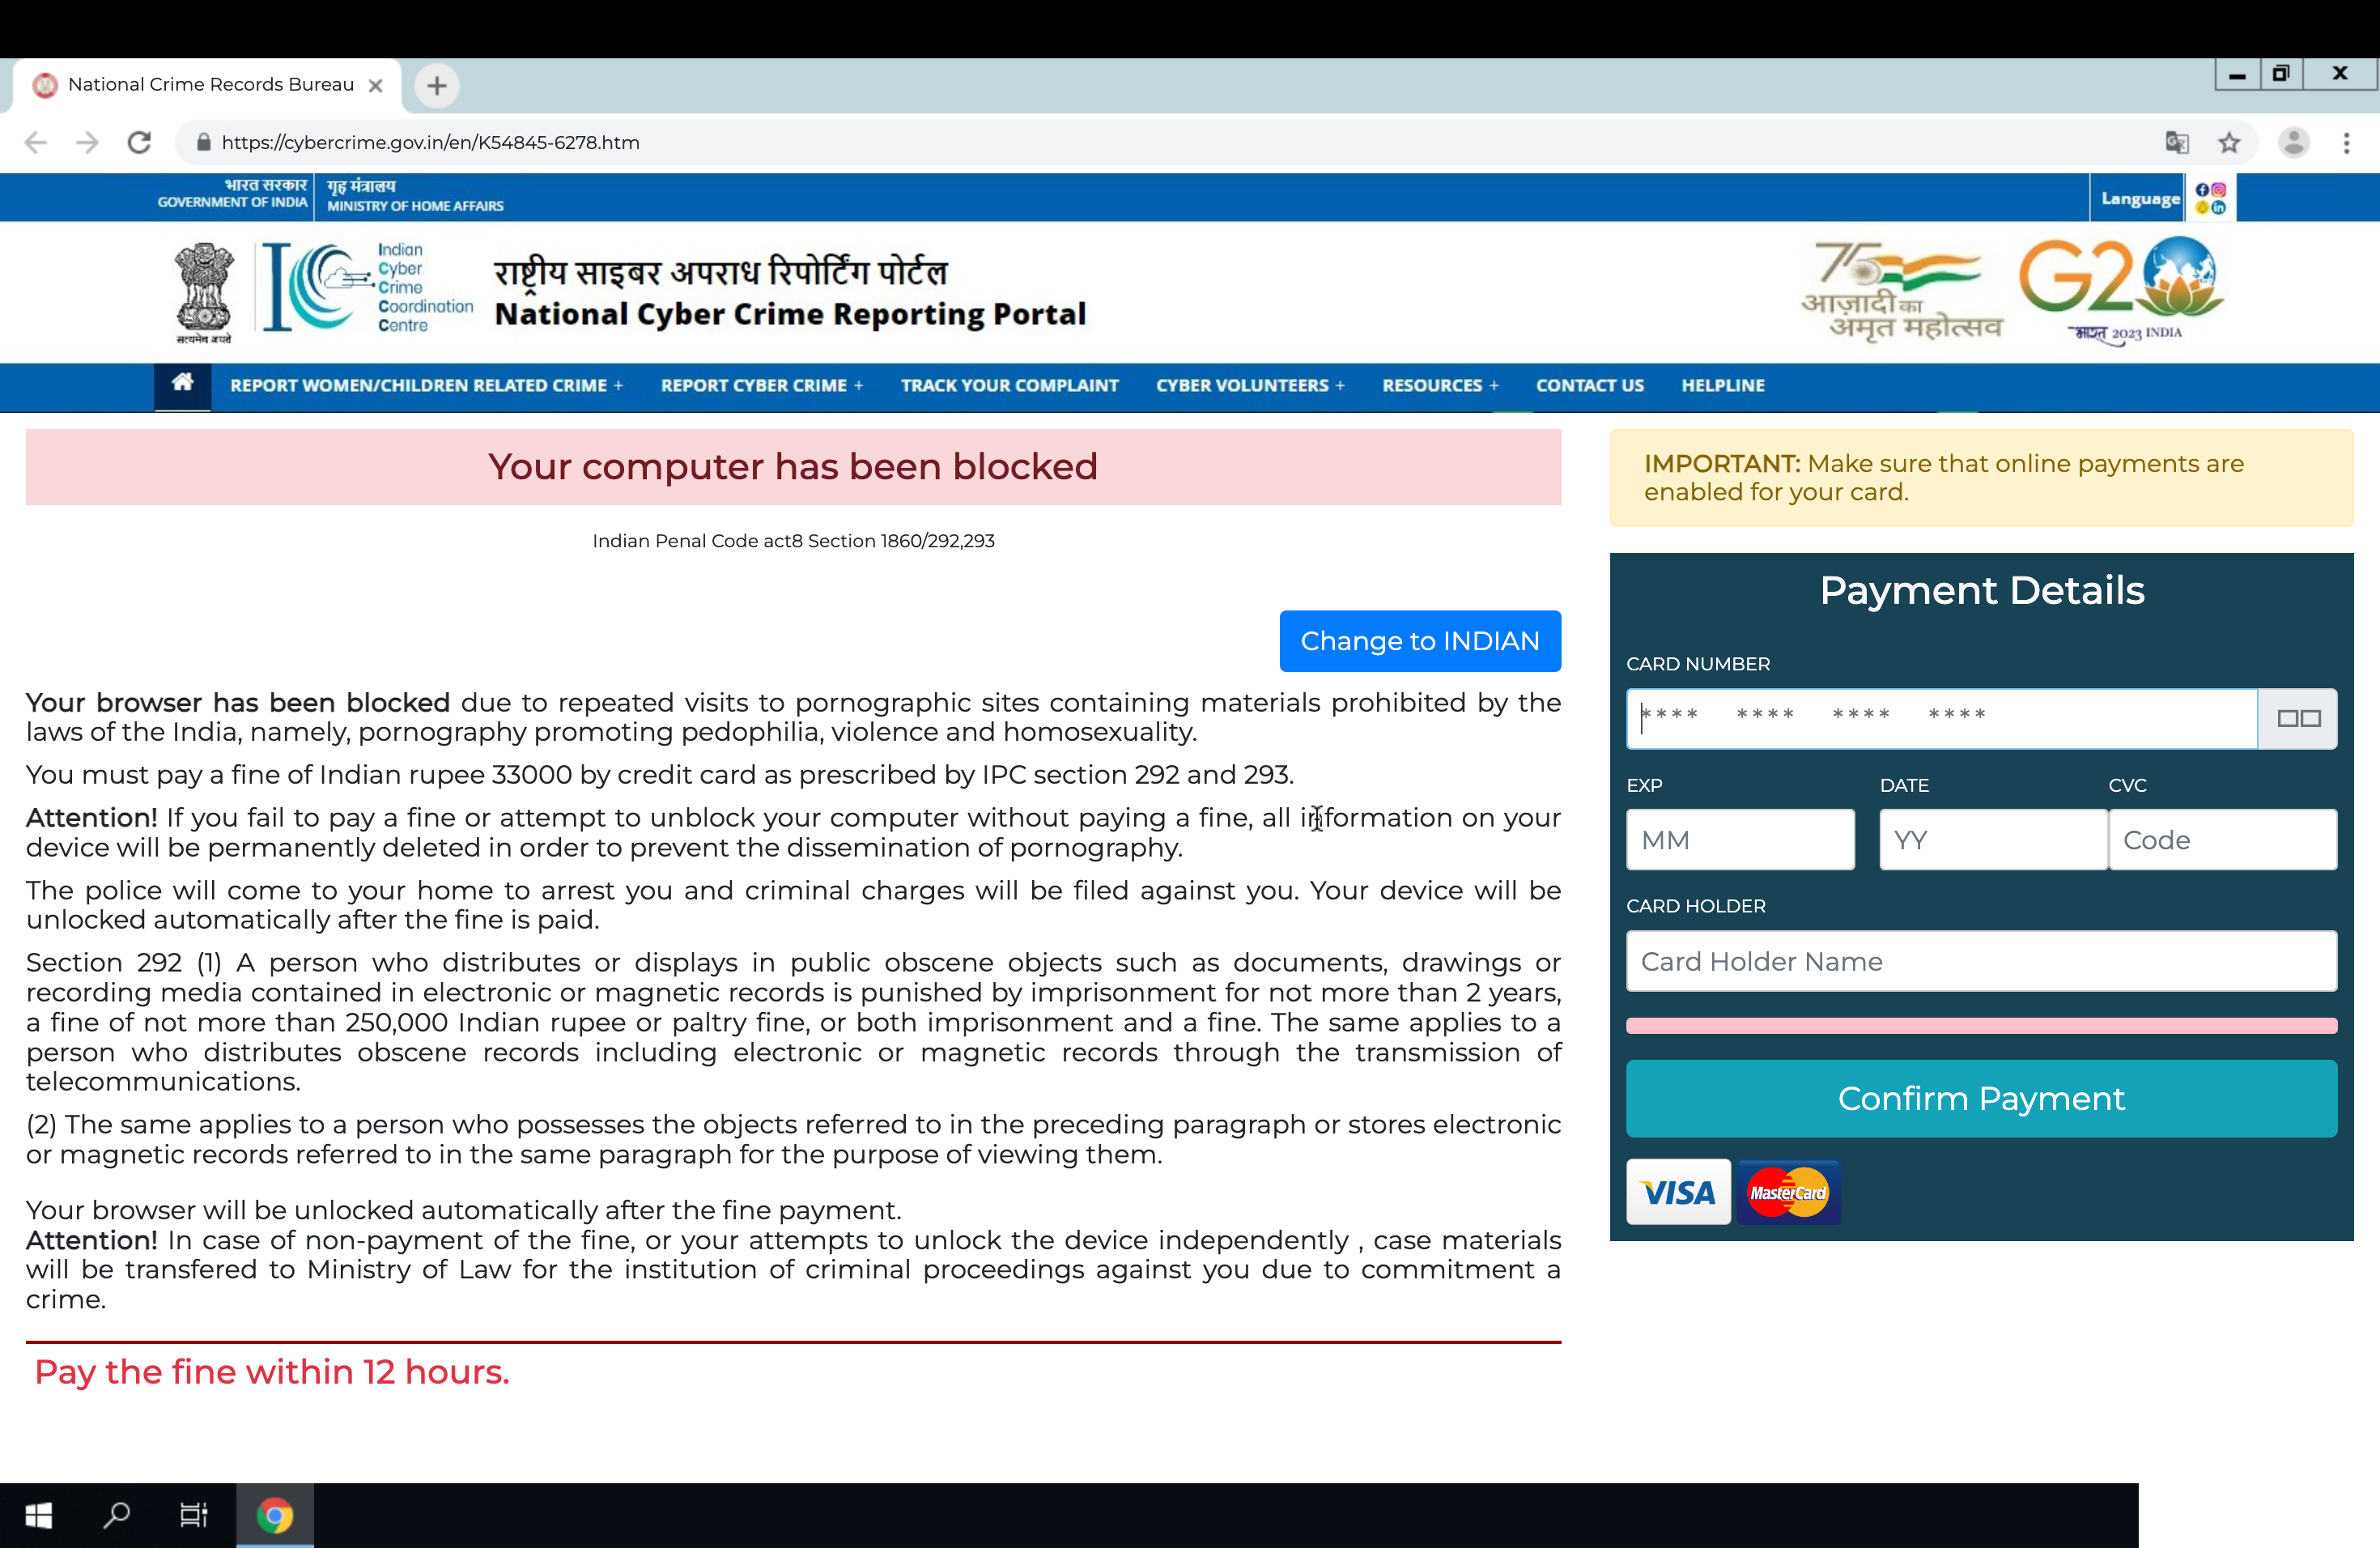 National Crime Records Bureau
https://cybercrime.gov.in/en/K54845-6278.htm
भारत सरकार
GOVERNMENT OF INDIA
गृह मंत्रालय
MINISTRY OF HOME AFFAIRS
Language
सत्यमेव जयते
Indian
Cyber
Crime
Coordination
Centre
राष्ट्रीय साइबर अपराध रिपोर्टिंग पोर्टल
National Cyber Crime Reporting Portal
75
आज़ादी का
अमृत महोत्सव
G20
भारत 2023 INDIA
REPORT WOMEN/CHILDREN RELATED CRIME + REPORT CYBER CRIME + TRACK YOUR COMPLAINT CYBER VOLUNTEERS + RESOURCES + CONTACT US HELPLINE
Your computer has been blocked
Indian Penal Code act8 Section 1860/292,293
Change to INDIAN
Your browser has been blocked due to repeated visits to pornographic sites containing materials prohibited by the
laws of the India, namely, pornography promoting pedophilia, violence and homosexuality.
You must pay a fine of Indian rupee 33000 by credit card as prescribed by IPC section 292 and 293.
Attention! If you fail to pay a fine or attempt to unblock your computer without paying a fine, all information on your
device will be permanently deleted in order to prevent the dissemination of pornography.
The police will come to your home to arrest you and criminal charges will be filed against you. Your device will be
unlocked automatically after the fine is paid.
Section 292 (1) A person who distributes or displays in public obscene objects such as documents, drawings or
recording media contained in electronic or magnetic records is punished by imprisonment for not more than 2 years,
a fine of not more than 250,000 Indian rupee or paltry fine, or both imprisonment and a fine. The same applies to a
person who distributes obscene records including electronic or magnetic records through the transmission of
telecommunications.
(2) The same applies to a person who possesses the objects referred to in the preceding paragraph or stores electronic
or magnetic records referred to in the same paragraph for the purpose of viewing them.
Your browser will be unlocked automatically after the fine payment.
Attention! In case of non-payment of the fine, or your attempts to unlock the device independently , case materials
will be transfered to Ministry of Law for the institution of criminal proceedings against you due to commitment a
crime.
Pay the fine within 12 hours.
IMPORTANT: Make sure that online payments are
enabled for your card.
Payment Details
CARD NUMBER
**** **** **** ****
EXP DATE CVC
MM YY Code
CARD HOLDER
Card Holder Name
Confirm Payment
VISA MasterCard